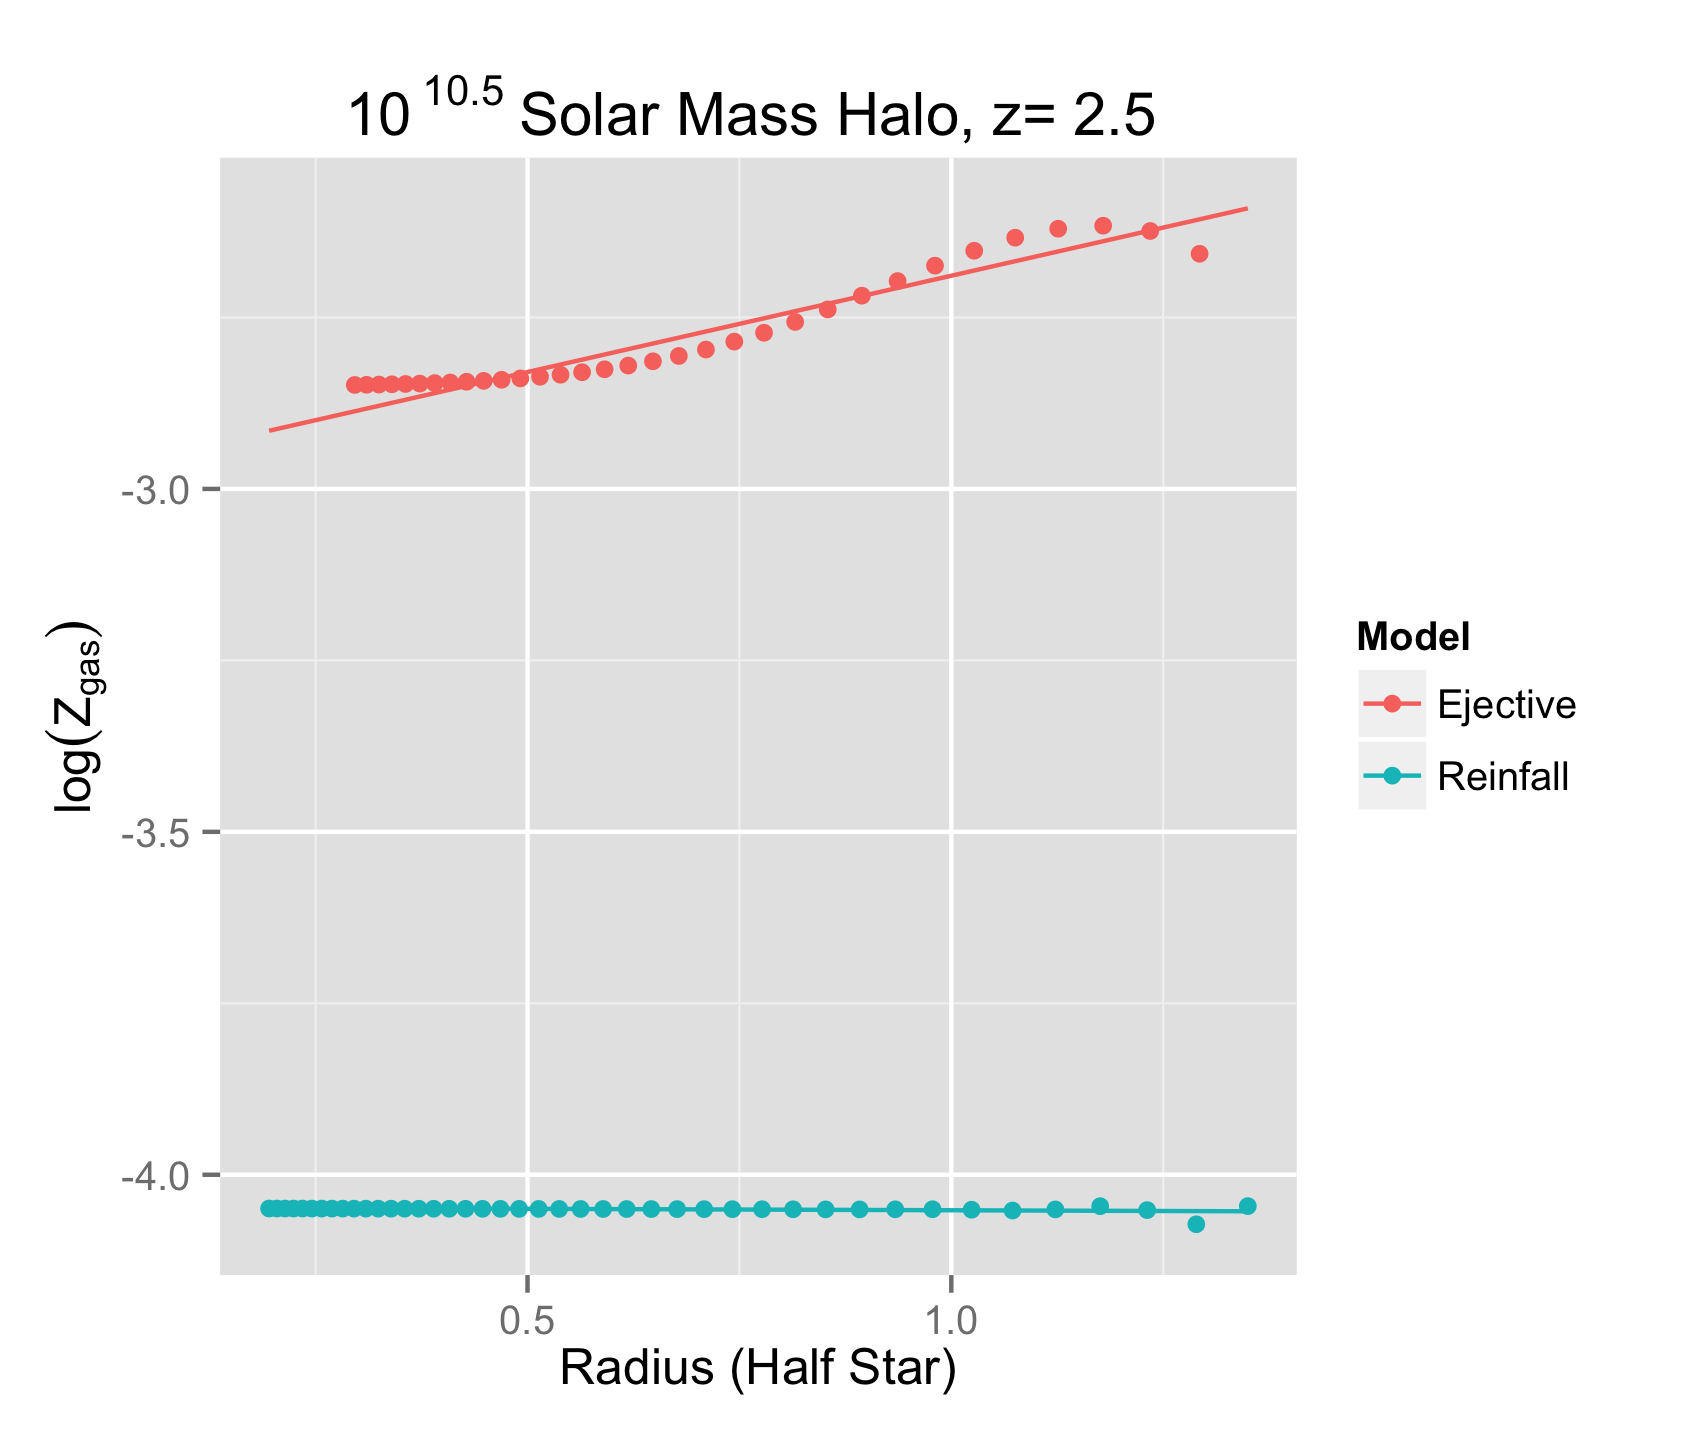 10 10.5 Solar Mass Halo, z= 2.5
log(Zgas)
-3.0
-3.5
-4.0
0.5 1.0
Radius (Half Star)
Model
Ejective
Reinfall